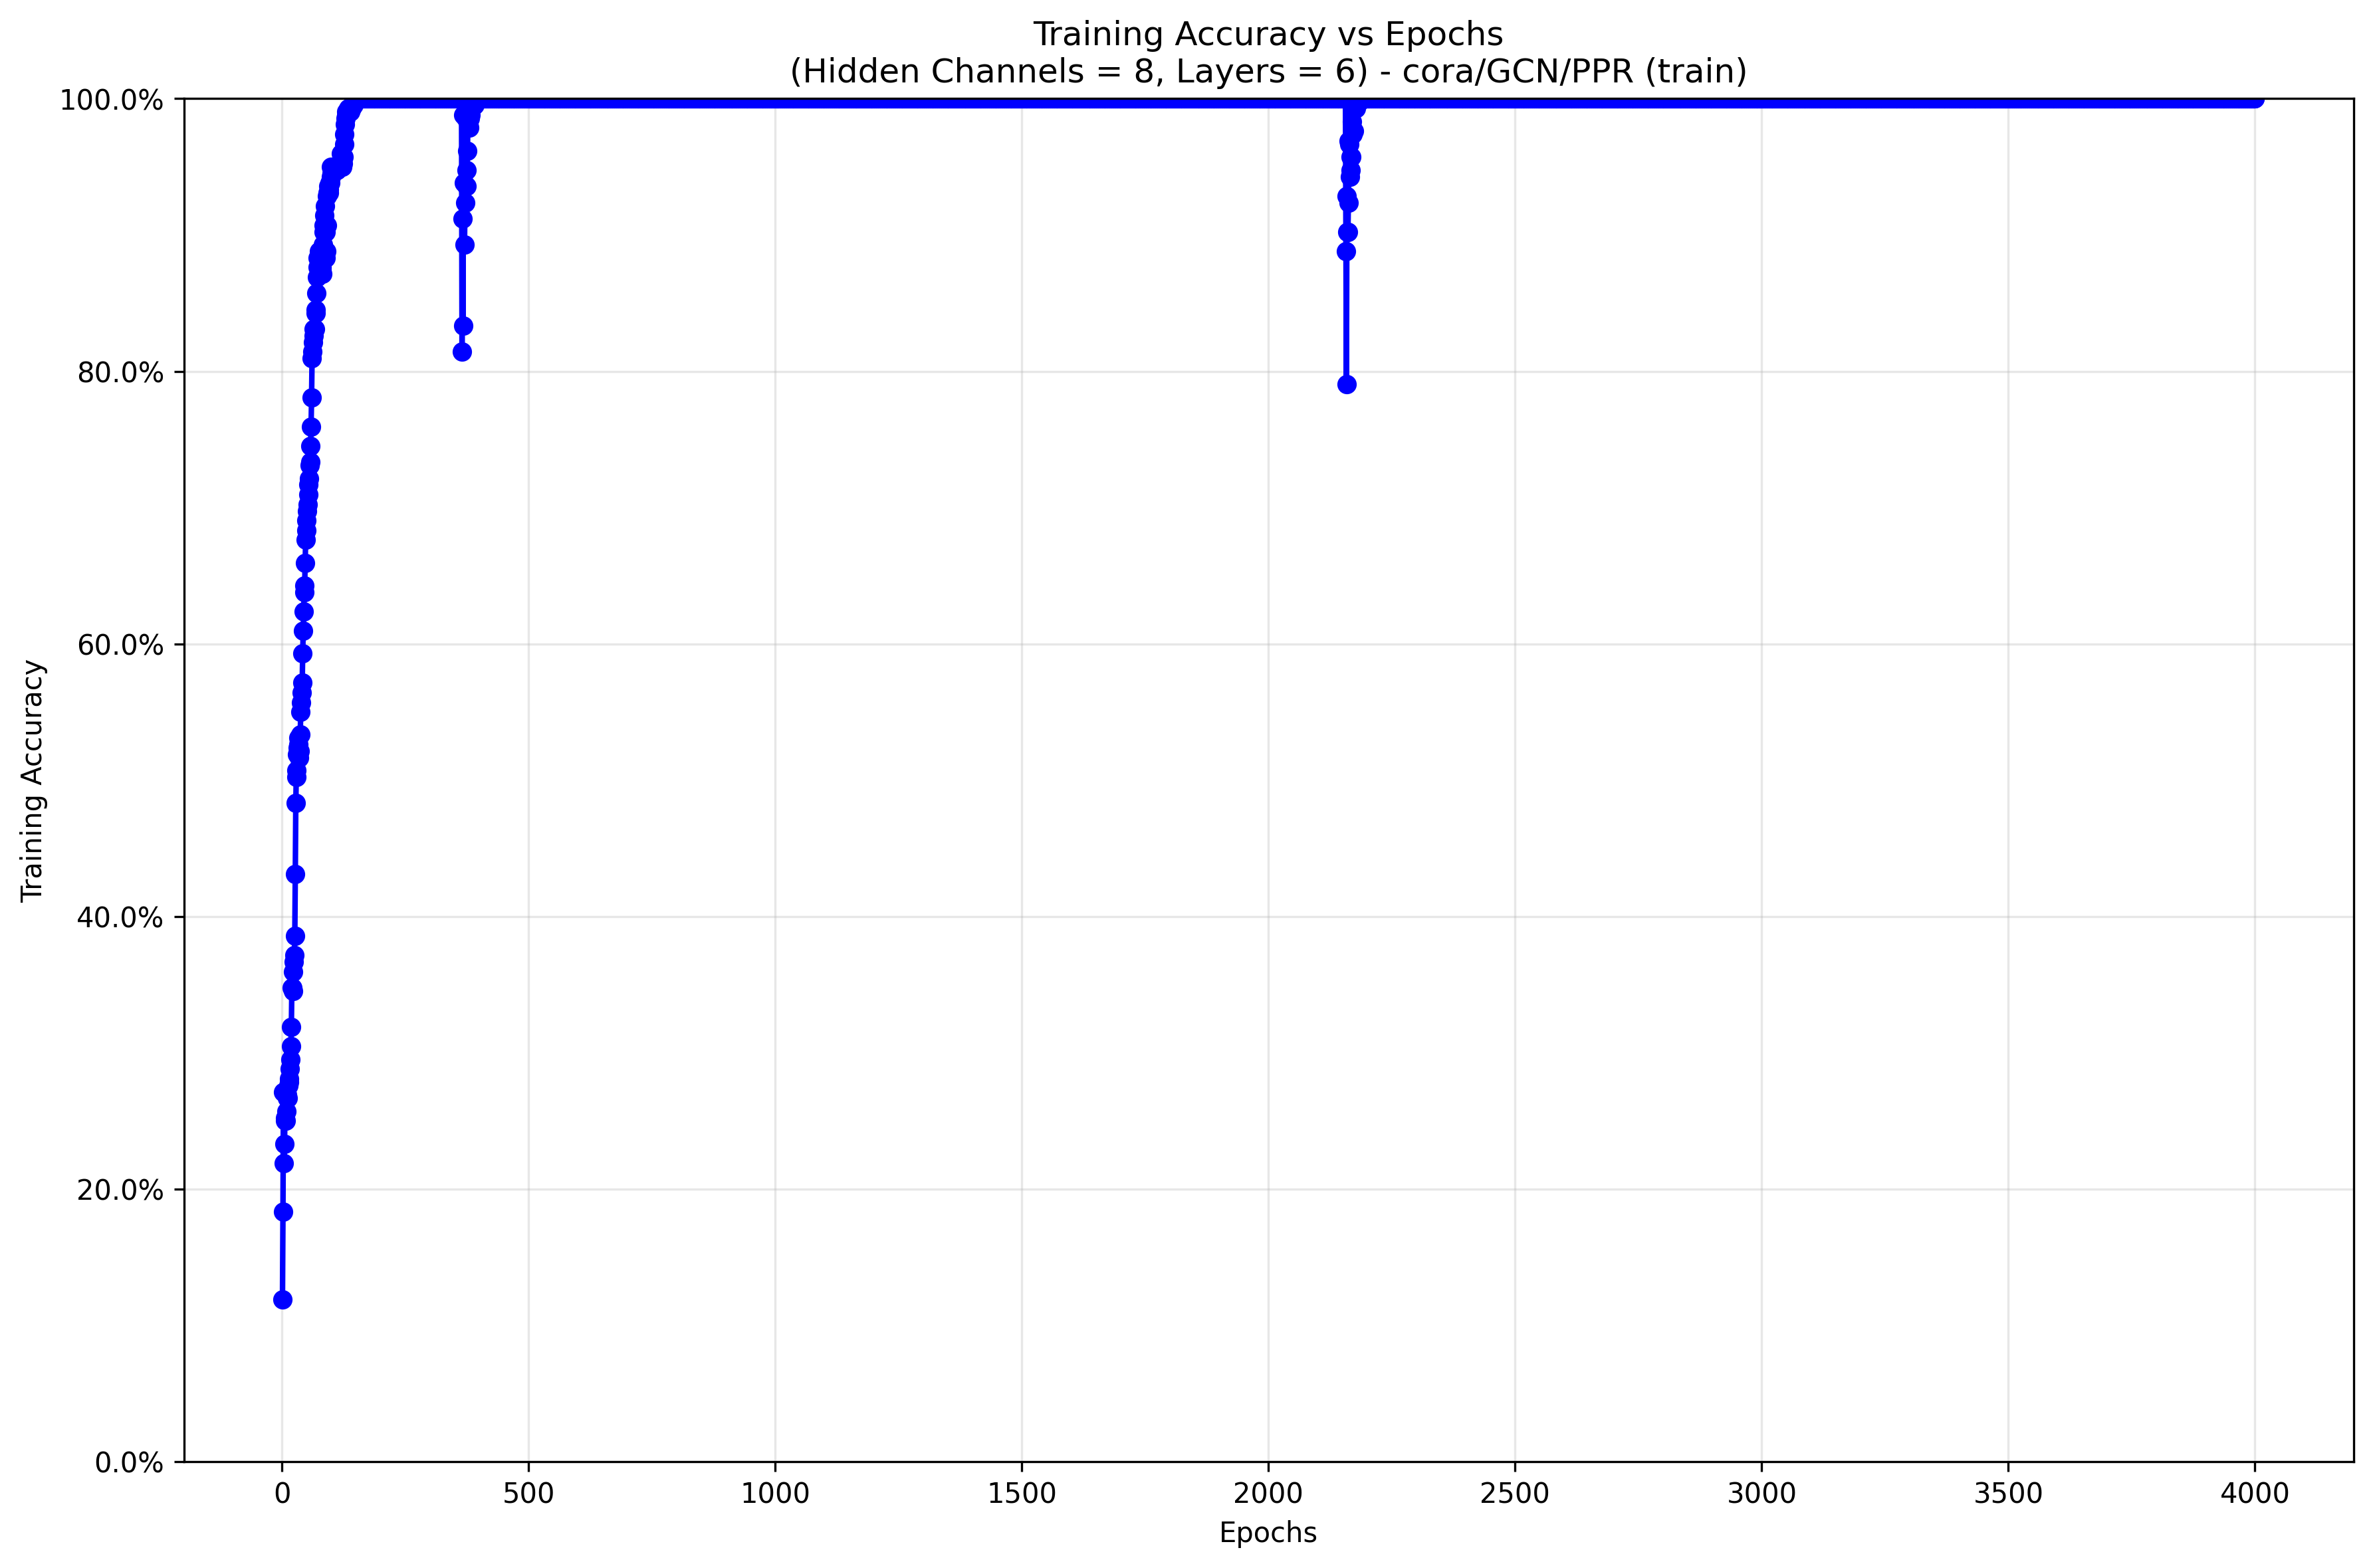 Training Accuracy vs Epochs
(Hidden Channels = 8, Layers = 6) - cora/GCN/PPR (train)
Training Accuracy
100.0%
80.0%
60.0%
40.0%
20.0%
0.0%
0 500 1000 1500 2000 2500 3000 3500 4000
Epochs